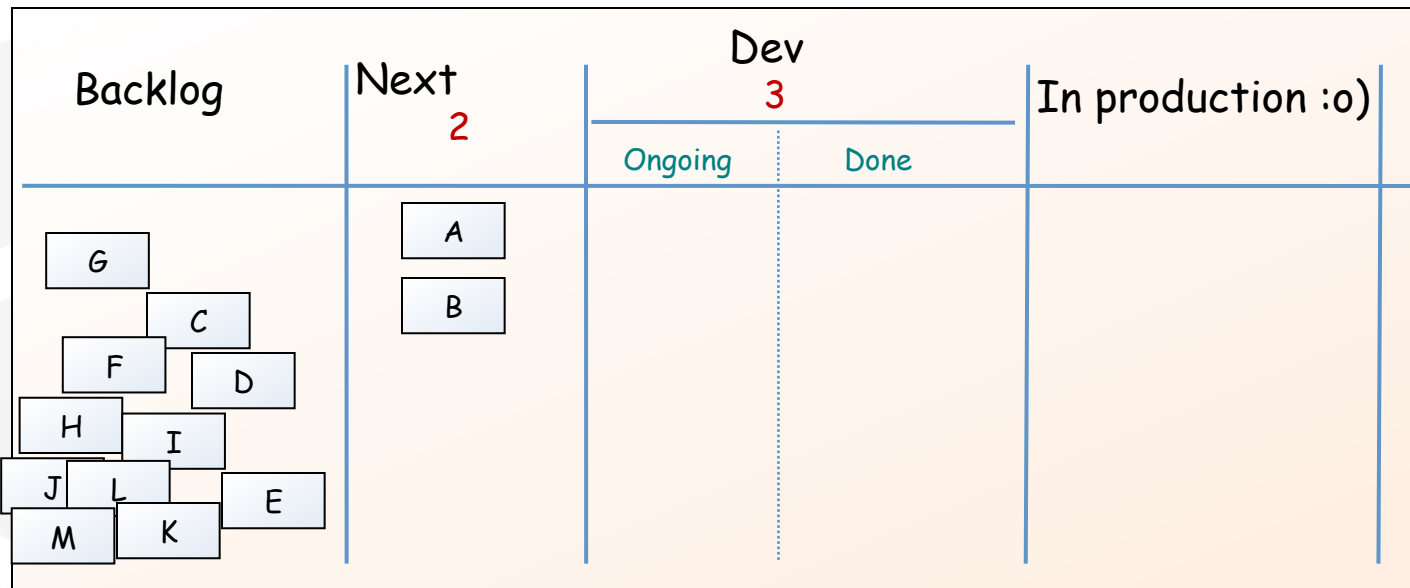 Backlog
Next
2
Dev
3
Ongoing Done
In production :o)
G
C
F
D
H
I
J
L
E
M
K
A
B